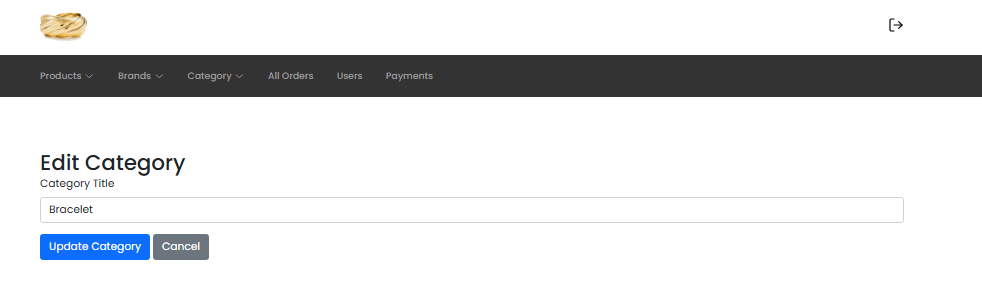 Products Brands Category All Orders Users Payments
Edit Category
Category Title
Bracelet
Update Category Cancel